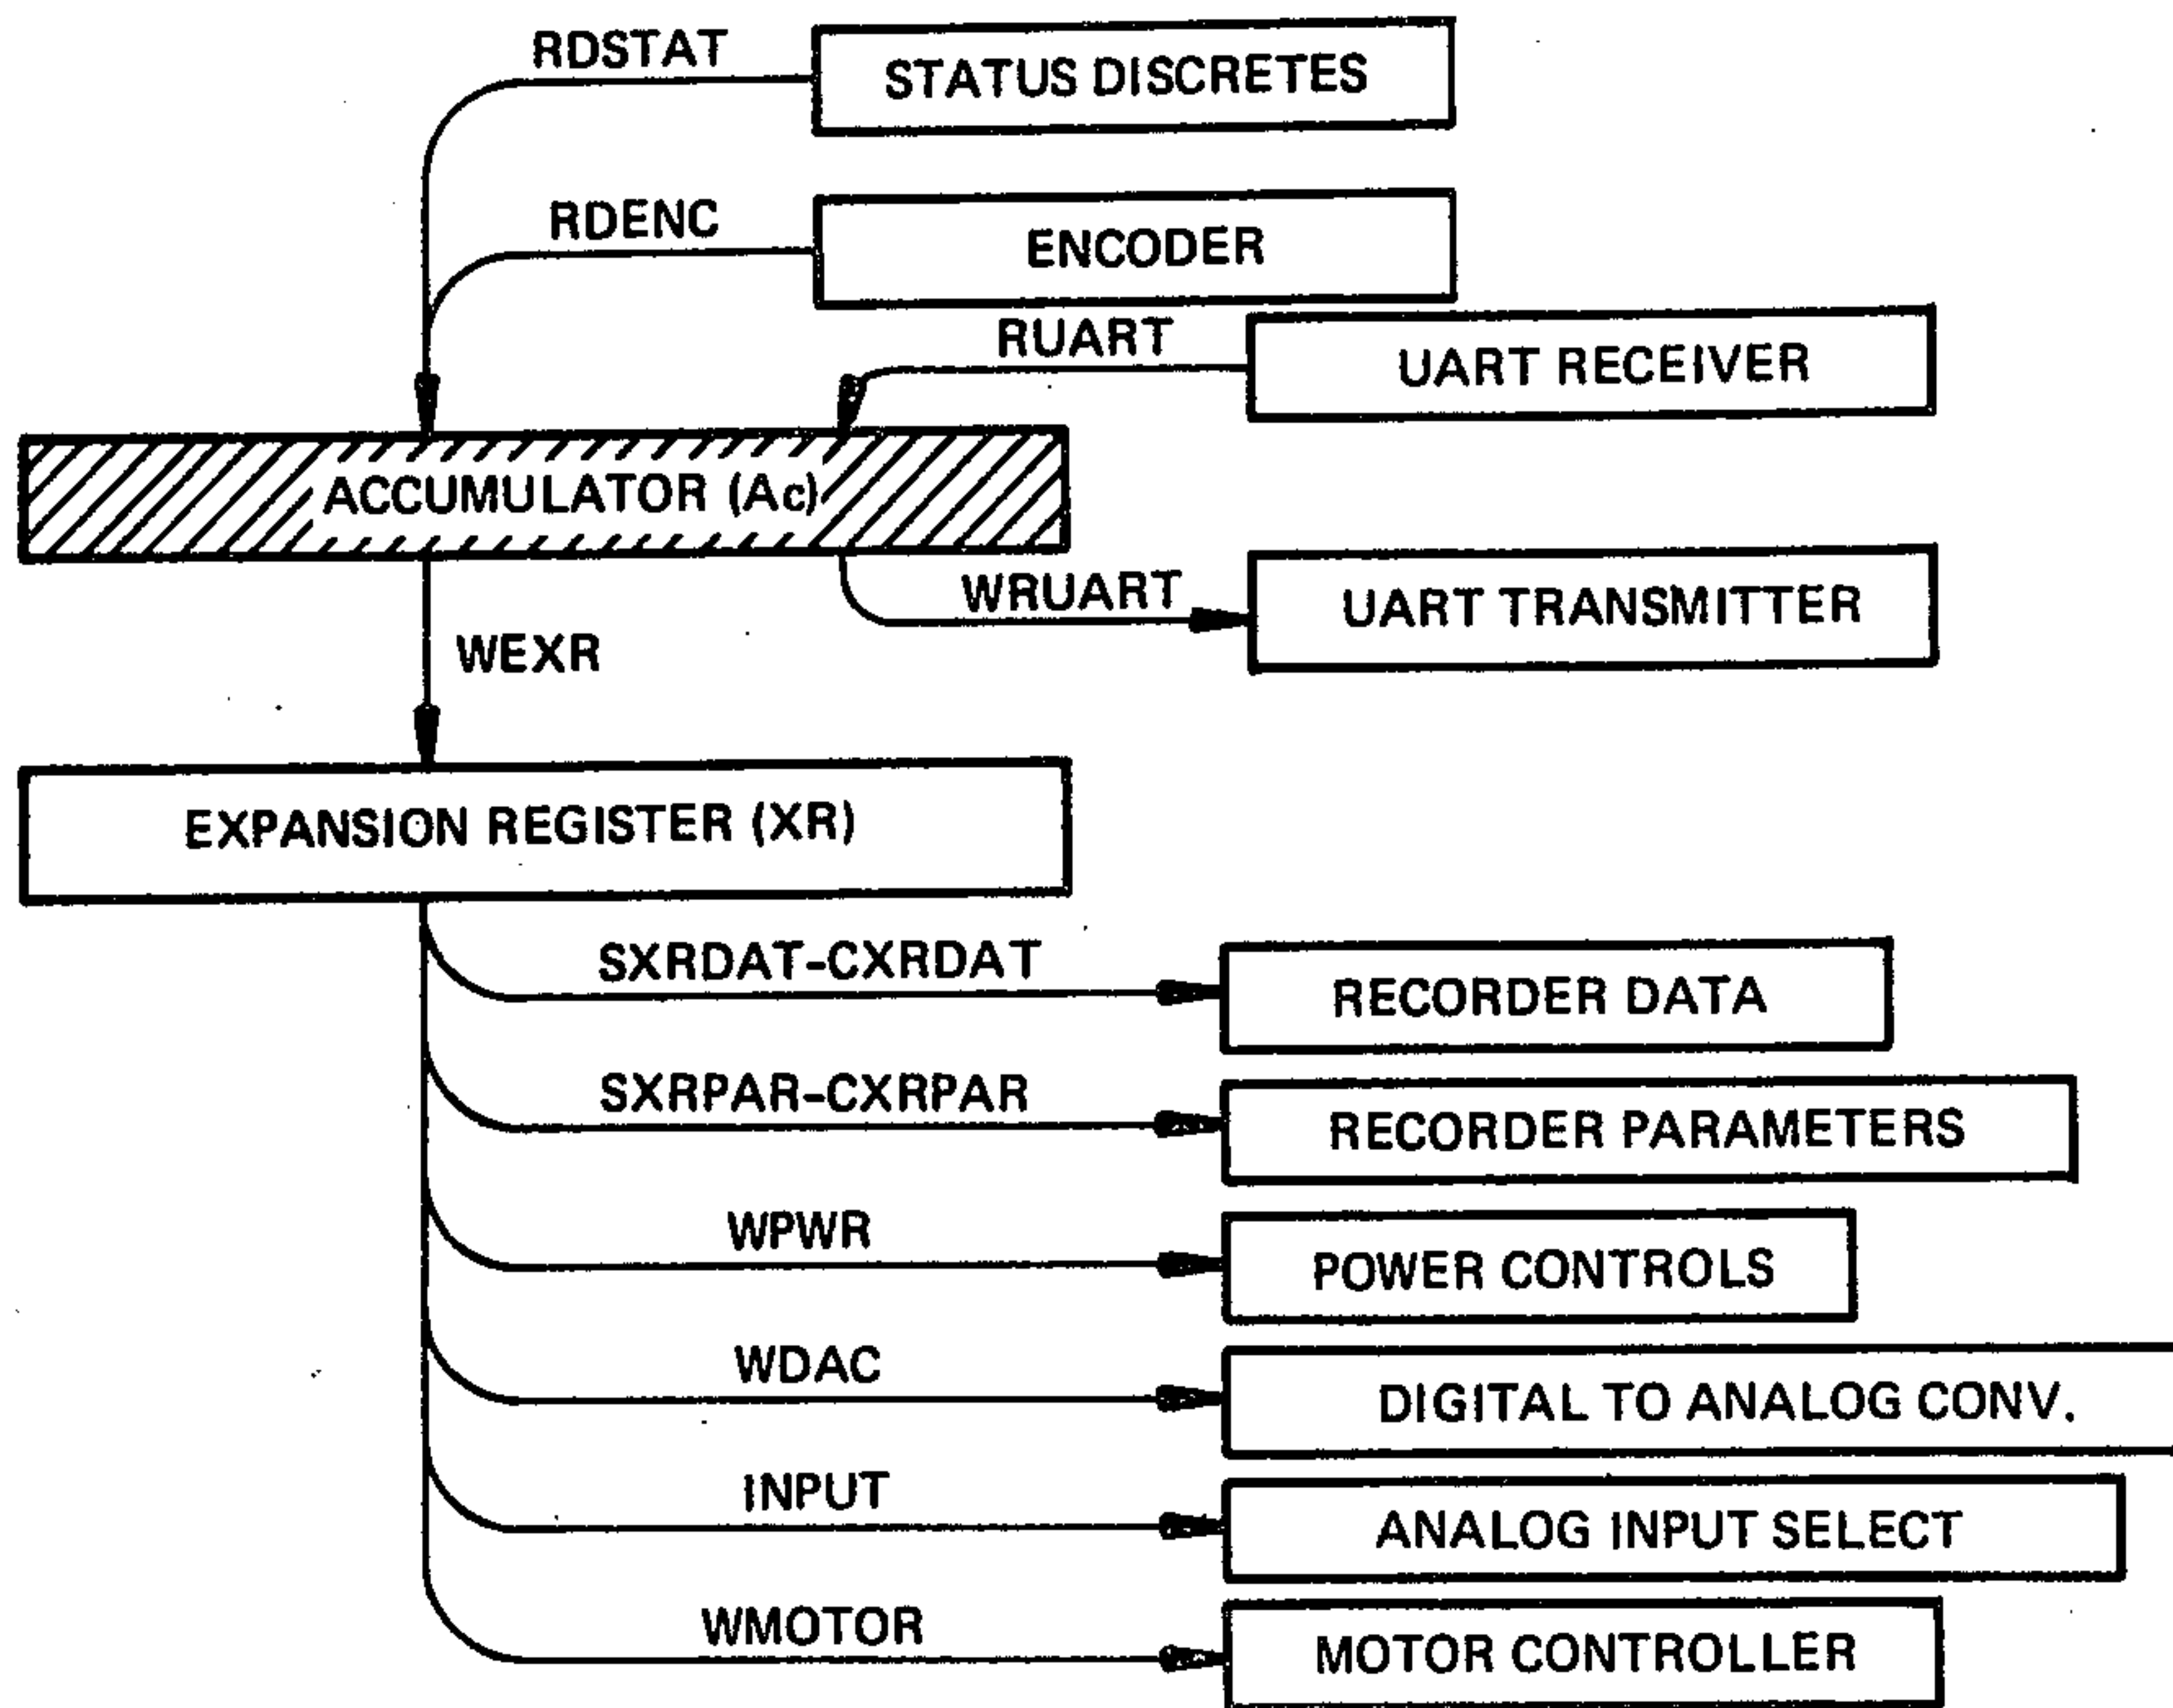 RDSTAT
STATUS DISCRETES
RDENC
ENCODER
RUART
UART RECEIVER
ACCUMULATOR (Ac)
WRUART
UART TRANSMITTER
WEXR
EXPANSION REGISTER (XR)
SXRDAT-CXRDAT
RECORDER DATA
SXRPAR-CXRPAR
RECORDER PARAMETERS
WPWR
POWER CONTROLS
WDAC
DIGITAL TO ANALOG CONV.
INPUT
ANALOG INPUT SELECT
WMOTOR
MOTOR CONTROLLER